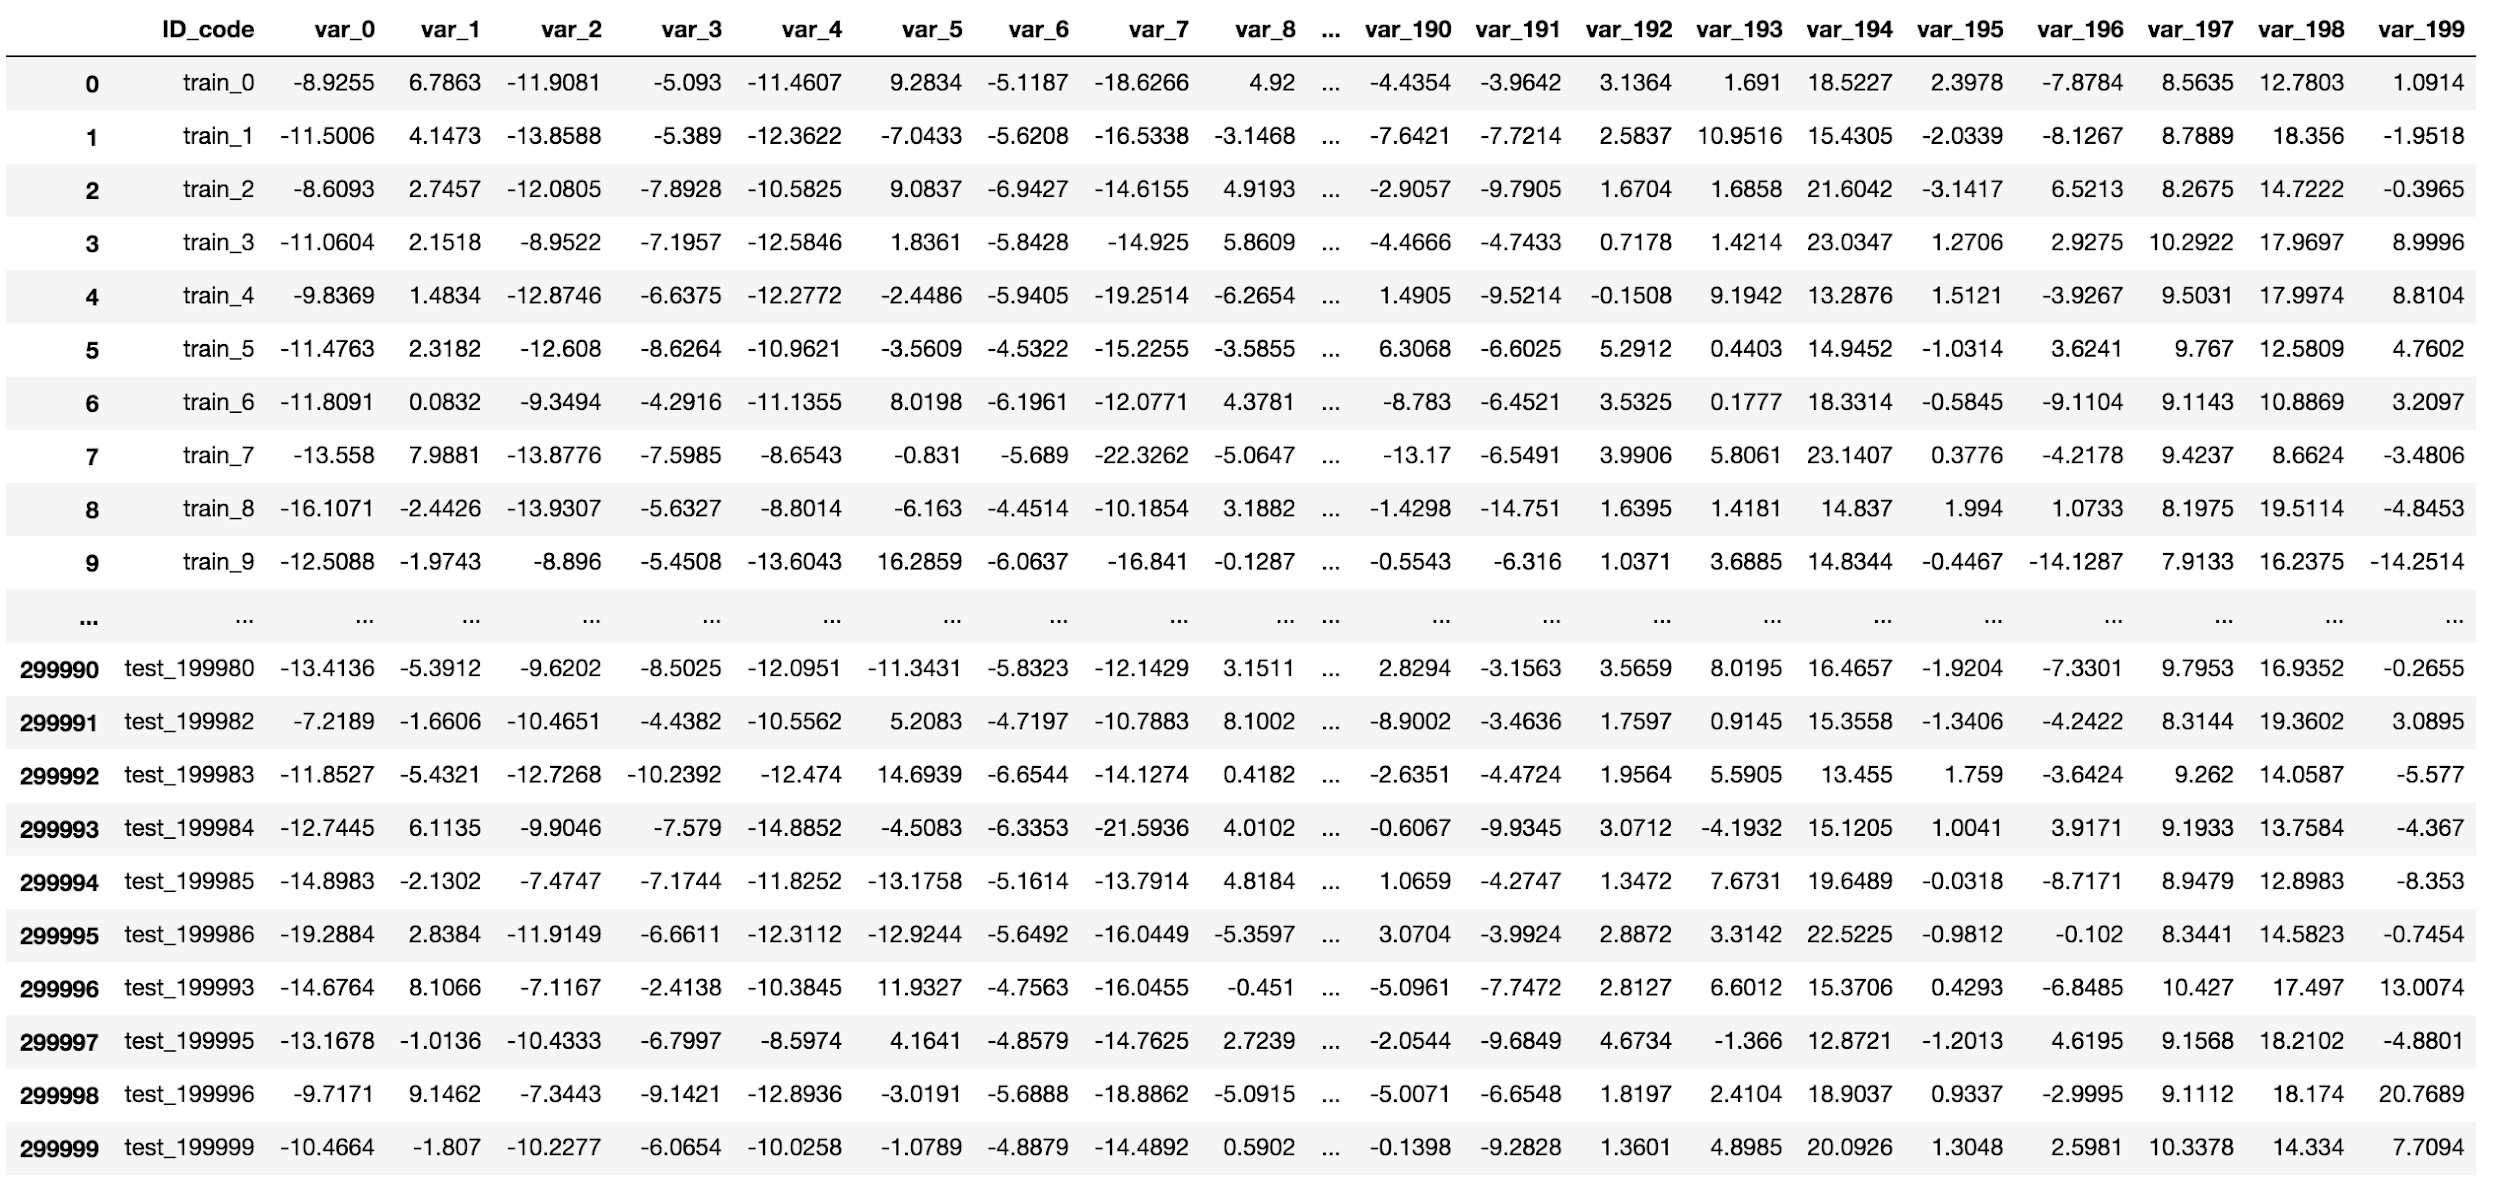 ID_code var_0 var_1 var_2 var_3 var_4 var_5 var_6 var_7 var_8 ... var_190 var_191 var_192 var_193 var_194 var_195 var_196 var_197 var_198 var_199
0 train_0 -8.9255 6.7863 -11.9081 -5.093 -11.4607 9.2834 -5.1187 -18.6266 4.92 ... -4.4354 -3.9642 3.1364 1.691 18.5227 2.3978 -7.8784 8.5635 12.7803 1.0914
1 train_1 -11.5006 4.1473 -13.8588 -5.389 -12.3622 -7.0433 -5.6208 -16.5338 -3.1468 ... -7.6421 -7.7214 2.5837 10.9516 15.4305 -2.0339 -8.1267 8.7889 18.356 -1.9518
2 train_2 -8.6093 2.7457 -12.0805 -7.8928 -10.5825 9.0837 -6.9427 -14.6155 4.9193 ... -2.9057 -9.7905 1.6704 1.6858 21.6042 -3.1417 6.5213 8.2675 14.7222 -0.3965
3 train_3 -11.0604 2.1518 -8.9522 -7.1957 -12.5846 1.8361 -5.8428 -14.925 5.8609 ... -4.4666 -4.7433 0.7178 1.4214 23.0347 1.2706 2.9275 10.2922 17.9697 8.9996
4 train_4 -9.8369 1.4834 -12.8746 -6.6375 -12.2772 -2.4486 -5.9405 -19.2514 -6.2654 ... 1.4905 -9.5214 -0.1508 9.1942 13.2876 1.5121 -3.9267 9.5031 17.9974 8.8104
5 train_5 -11.4763 2.3182 -12.608 -8.6264 -10.9621 -3.5609 -4.5322 -15.2255 -3.5855 ... 6.3068 -6.6025 5.2912 0.4403 14.9452 -1.0314 3.6241 9.767 12.5809 4.7602
6 train_6 -11.8091 0.0832 -9.3494 -4.2916 -11.1355 8.0198 -6.1961 -12.0771 4.3781 ... -8.783 -6.4521 3.5325 0.1777 18.3314 -0.5845 -9.1104 9.1143 10.8869 3.2097
7 train_7 -13.558 7.9881 -13.8776 -7.5985 -8.6543 -0.831 -5.689 -22.3262 -5.0647 ... -13.17 -6.5491 3.9906 5.8061 23.1407 0.3776 -4.2178 9.4237 8.6624 -3.4806
8 train_8 -16.1071 -2.4426 -13.9307 -5.6327 -8.8014 -6.163 -4.4514 -10.1854 3.1882 ... -1.4298 -14.751 1.6395 1.4181 14.837 1.994 1.0733 8.1975 19.5114 -4.8453
9 train_9 -12.5088 -1.9743 -8.896 -5.4508 -13.6043 16.2859 -6.0637 -16.841 -0.1287 ... -0.5543 -6.316 1.0371 3.6885 14.8344 -0.4467 -14.1287 7.9133 16.2375 -14.2514
... ... ... ... ... ... ... ... ... ... ... ... ... ... ... ... ... ... ... ... ... ...
299990 test_199980 -13.4136 -5.3912 -9.6202 -8.5025 -12.0951 -11.3431 -5.8323 -12.1429 3.1511 ... 2.8294 -3.1563 3.5659 8.0195 16.4657 -1.9204 -7.3301 9.7953 16.9352 -0.2655
299991 test_199982 -7.2189 -1.6606 -10.4651 -4.4382 -10.5562 5.2083 -4.7197 -10.7883 8.1002 ... -8.9002 -3.4636 1.7597 0.9145 15.3558 -1.3406 -4.2422 8.3144 19.3602 3.0895
299992 test_199983 -11.8527 -5.4321 -12.7268 -10.2392 -12.474 14.6939 -6.6544 -14.1274 0.4182 ... -2.6351 -4.4724 1.9564 5.5905 13.455 1.759 -3.6424 9.262 14.0587 -5.577
299993 test_199984 -12.7445 6.1135 -9.9046 -7.579 -14.8852 -4.5083 -6.3353 -21.5936 4.0102 ... -0.6067 -9.9345 3.0712 -4.1932 15.1205 1.0041 3.9171 9.1933 13.7584 -4.367
299994 test_199985 -14.8983 -2.1302 -7.4747 -7.1744 -11.8252 -13.1758 -5.1614 -13.7914 4.8184 ... 1.0659 -4.2747 1.3472 7.6731 19.6489 -0.0318 -8.7171 8.9479 12.8983 -8.353
299995 test_199986 -19.2884 2.8384 -11.9149 -6.6611 -12.3112 -12.9244 -5.6492 -16.0449 -5.3597 ... 3.0704 -3.9924 2.8872 3.3142 22.5225 -0.9812 -0.102 8.3441 14.5823 -0.7454
299996 test_199993 -14.6764 8.1066 -7.1167 -2.4138 -10.3845 11.9327 -4.7563 -16.0455 -0.451 ... -5.0961 -7.7472 2.8127 6.6012 15.3706 0.4293 -6.8485 10.427 17.497 13.0074
299997 test_199995 -13.1678 -1.0136 -10.4333 -6.7997 -8.5974 4.1641 -4.8579 -14.7625 2.7239 ... -2.0544 -9.6849 4.6734 -1.366 12.8721 -1.2013 4.6195 9.1568 18.2102 -4.8801
299998 test_199996 -9.7171 9.1462 -7.3443 -9.1421 -12.8936 -3.0191 -5.6888 -18.8862 -5.0915 ... -5.0071 -6.6548 1.8197 2.4104 18.9037 0.9337 -2.9995 9.1112 18.174 20.7689
299999 test_199999 -10.4664 -1.807 -10.2277 -6.0654 -10.0258 -1.0789 -4.8879 -14.4892 0.5902 ... -0.1398 -9.2828 1.3601 4.8985 20.0926 1.3048 2.5981 10.3378 14.334 7.7094